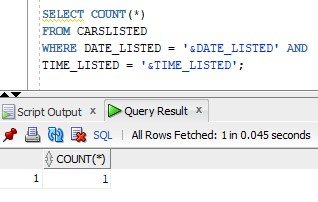 SELECT COUNT(*)
FROM CARSLISTED
WHERE DATE_LISTED = '&DATE_LISTED' AND
TIME_LISTED = '&TIME_LISTED';
Script Output x Query Result x
SQL | All Rows Fetched: 1 in 0.045 seconds
COUNT(*)
1 1